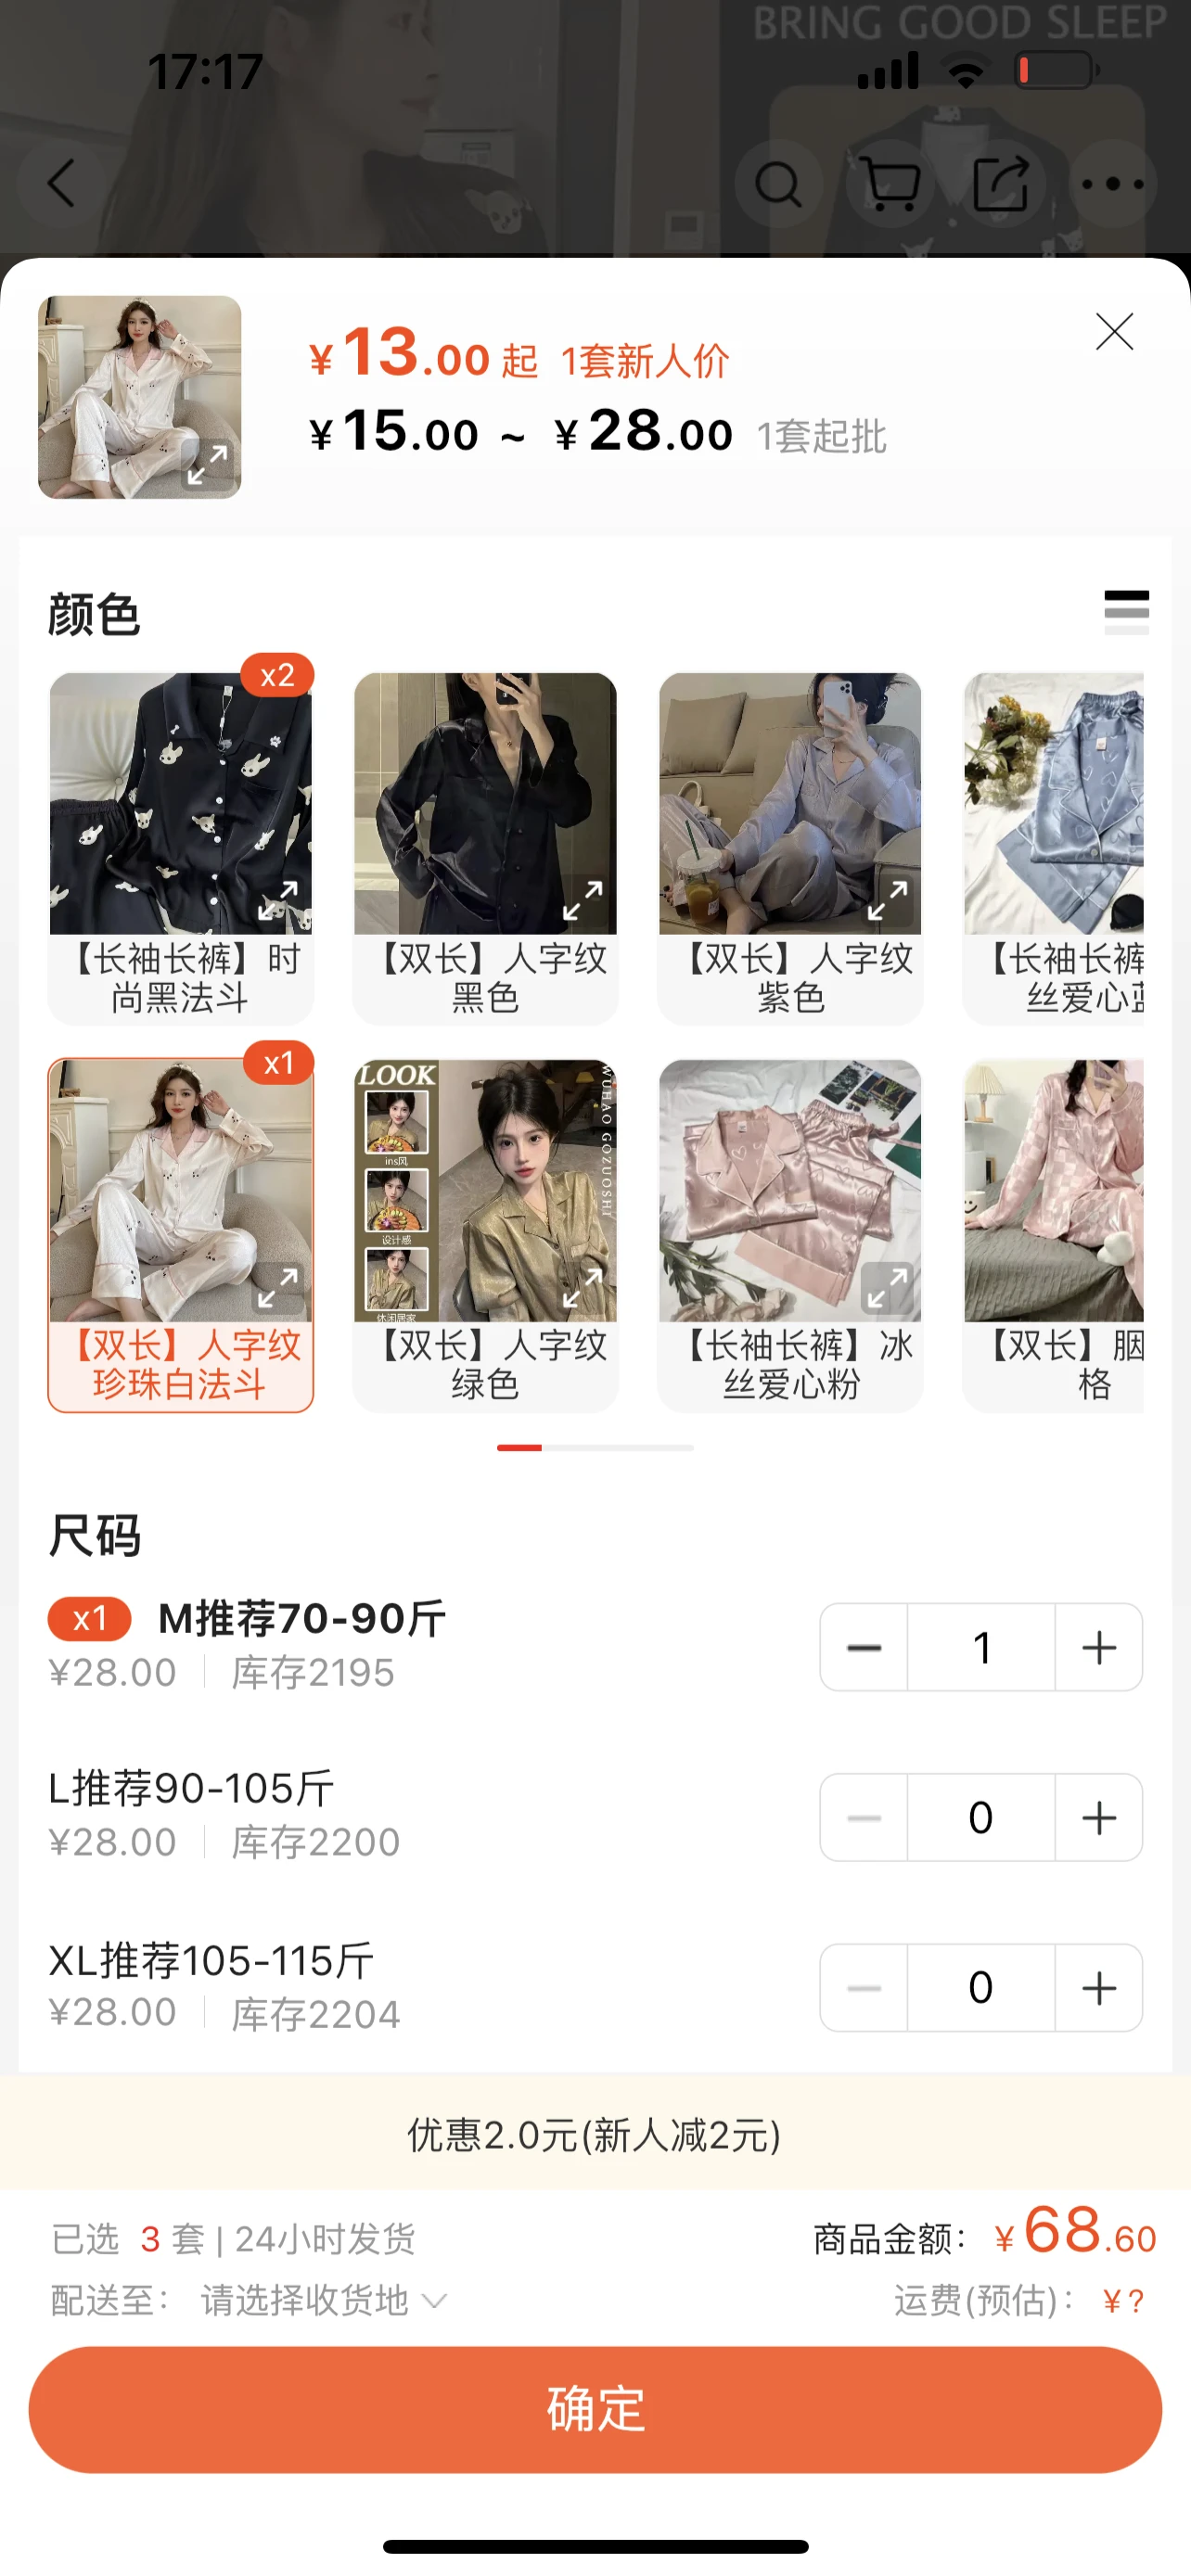 BRING GOOD SLEEP
17:17
¥13.00起 1套新人价
¥15.00 ~ ¥28.00 1套起批
颜色
x2
【长袖长裤】时
尚黑法斗
【双长】人字纹
黑色
【双长】人字纹
紫色
【长袖长裤
丝爱心蓝
x1
【双长】人字纹
珍珠白法斗
LOOK
ins风
设计感
休闲居家
WUHAO GOZUOSHI
【双长】人字纹
绿色
【长袖长裤】冰
丝爱心粉
【双长】胭
格
尺码
x1 M推荐70-90斤
¥28.00 库存2195
1
L推荐90-105斤
¥28.00 库存2200
0
XL推荐105-115斤
¥28.00 库存2204
0
优惠2.0元(新人减2元)
已选 3 套 | 24小时发货
商品金额: ¥68.60
配送至: 请选择收货地
运费(预估): ¥?
确定